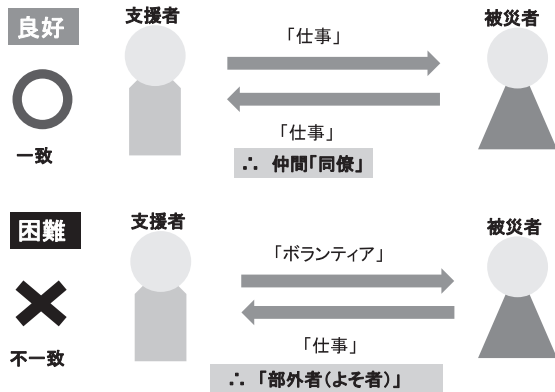 良好
支援者
被災者
「仕事」
一致
「仕事」
∴ 仲間「同僚」
困難
支援者
被災者
「ボランティア」
不一致
「仕事」
∴ 「部外者(よそ者)」